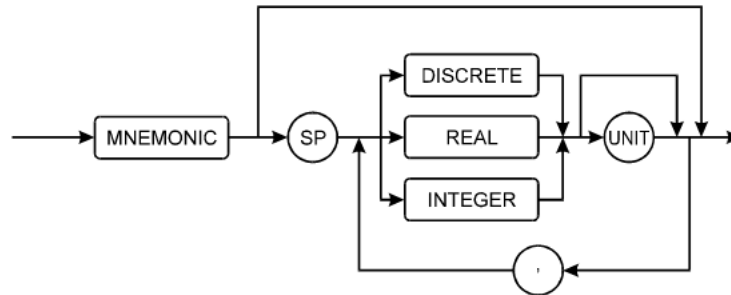 DISCRETE
MNEMONIC
SP
REAL
UNIT
INTEGER
,